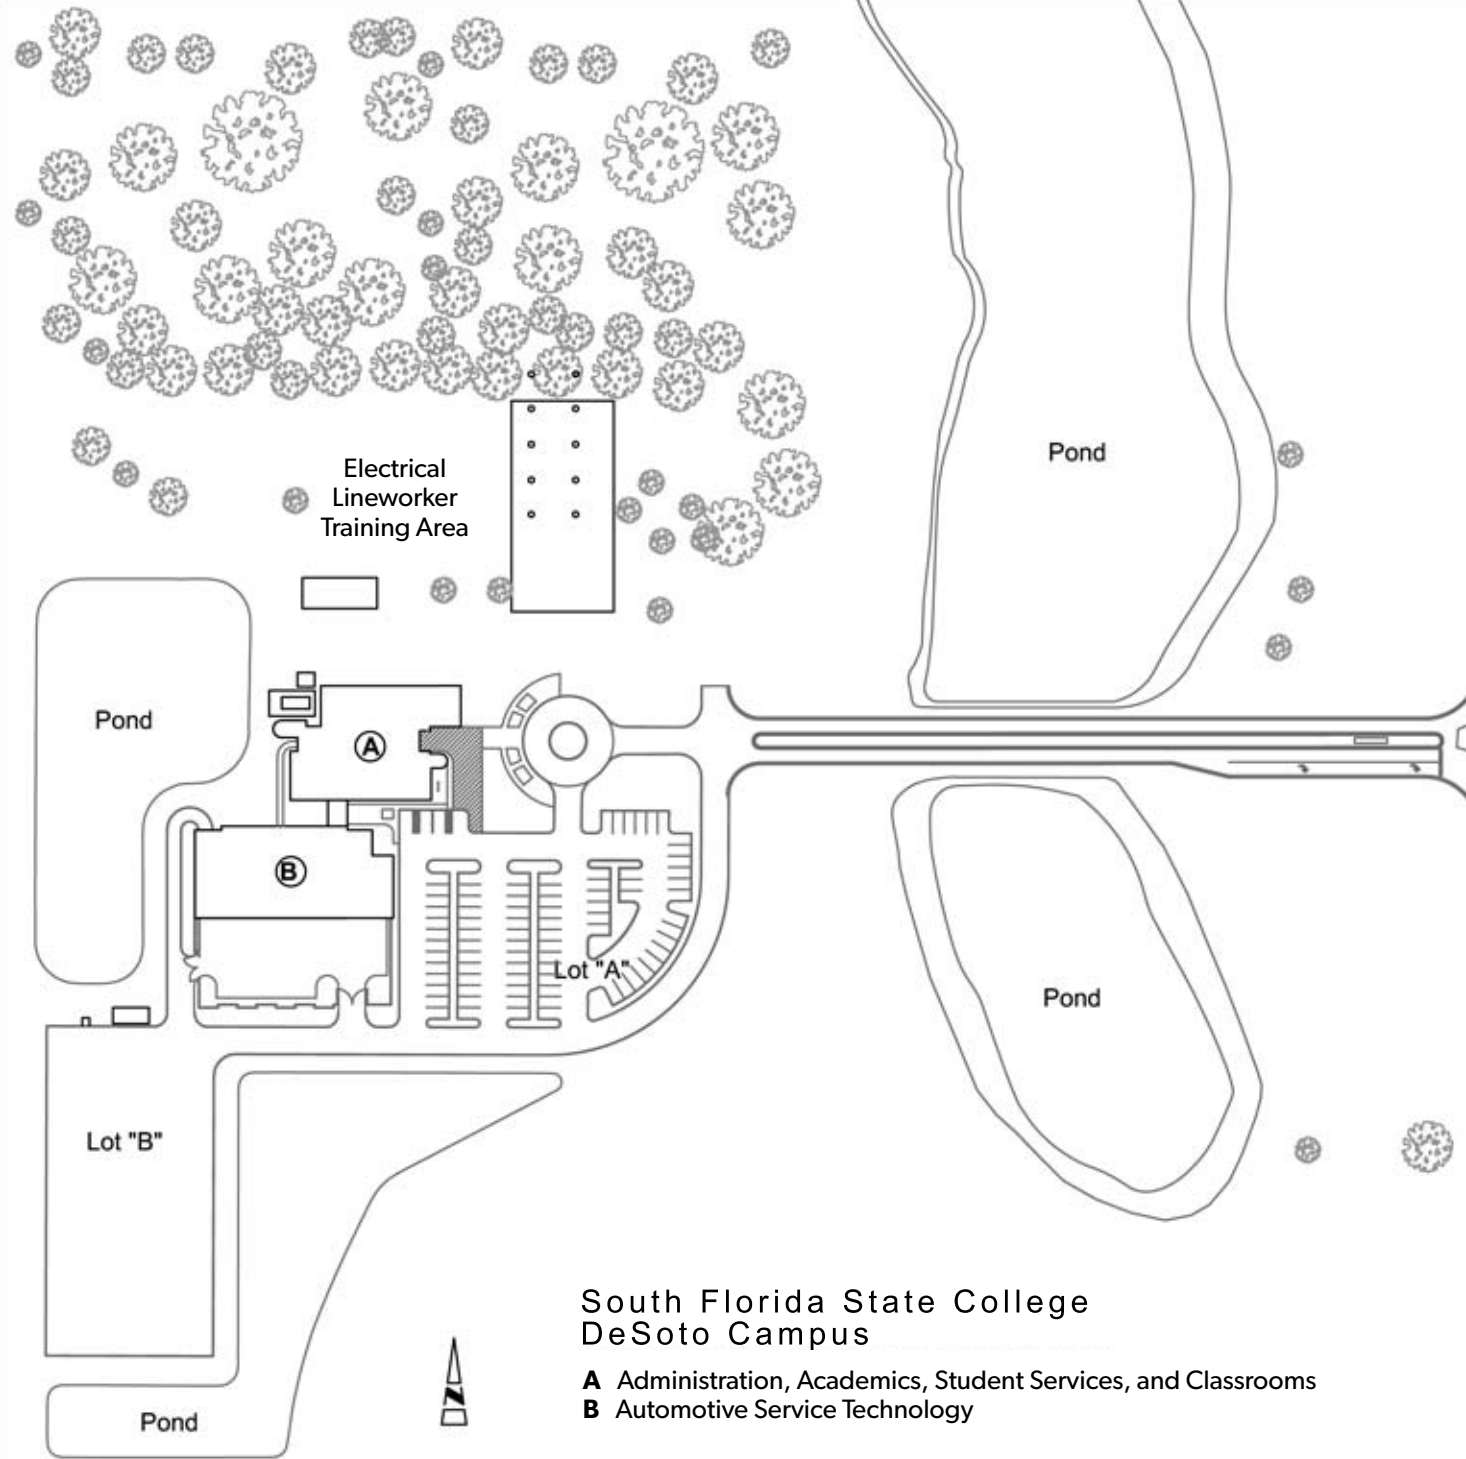 Electrical
Lineworker
Training Area
Pond
Pond
A
B
Lot "A"
Pond
Lot "B"
Pond
N
South Florida State College
DeSoto Campus
A Administration, Academics, Student Services, and Classrooms
B Automotive Service Technology